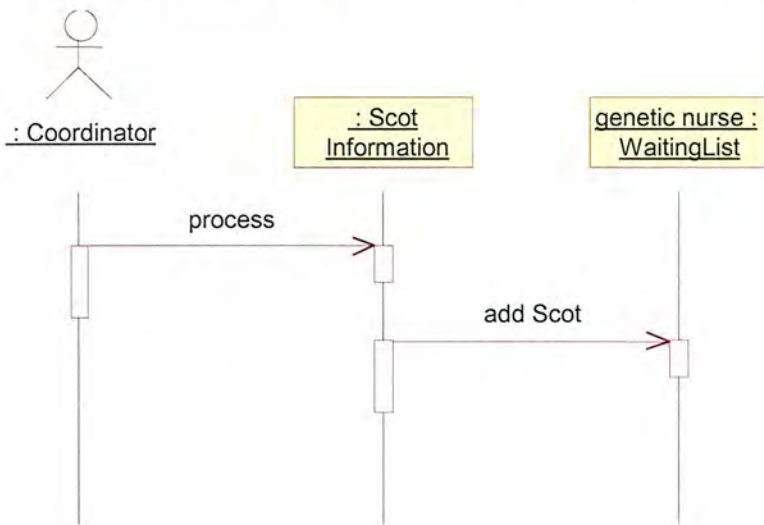 : Coordinator
: Scot
Information
genetic nurse :
WaitingList
process
add Scot